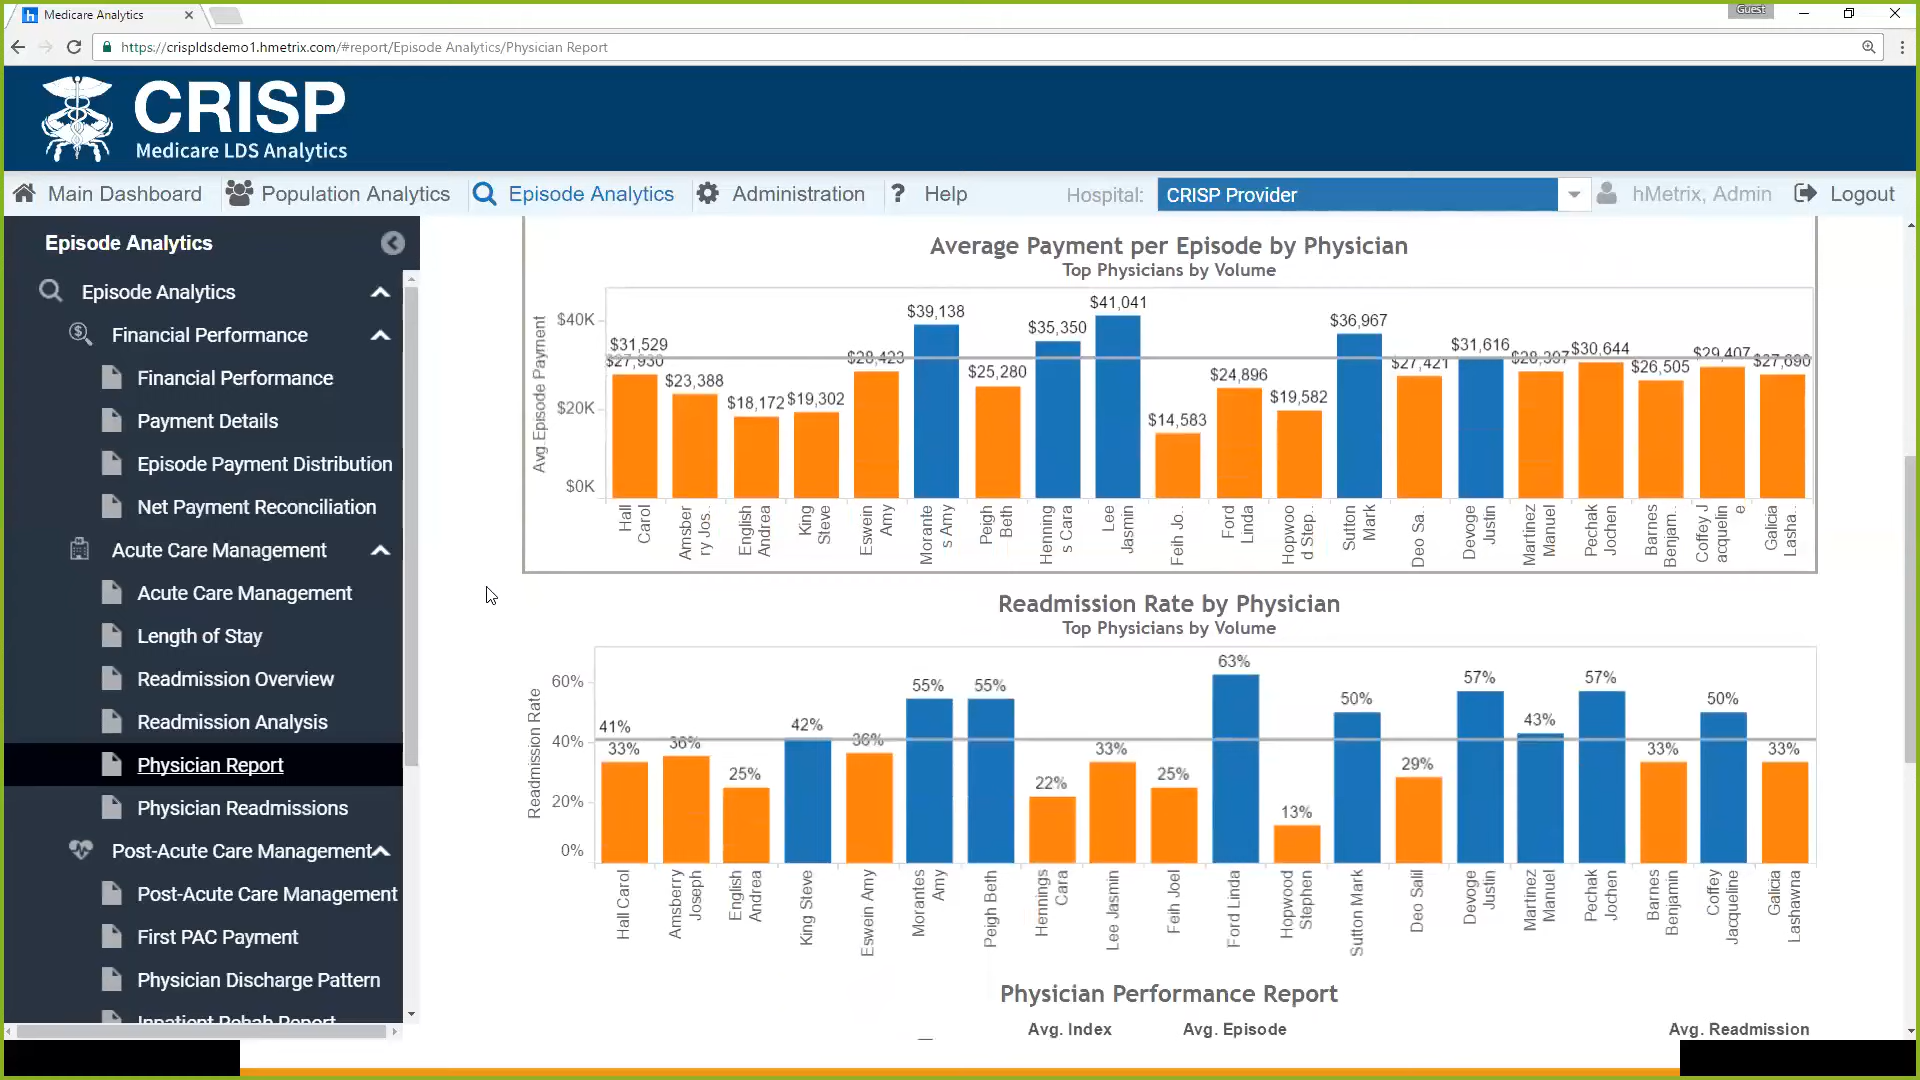 Medicare Analytics
Guest
https://crispldsdemo1.hmetrix.com/#report/Episode Analytics/Physician Report
CRISP
Medicare LDS Analytics
Main Dashboard
Population Analytics
Episode Analytics
Administration
? Help
Hospital:
CRISP Provider
hMetrix, Admin
Logout
Episode Analytics
Episode Analytics
Financial Performance
Financial Performance
Payment Details
Episode Payment Distribution
Net Payment Reconciliation
Acute Care Management
Acute Care Management
Length of Stay
Readmission Overview
Readmission Analysis
Physician Report
Physician Readmissions
Post-Acute Care Management
Post-Acute Care Management
First PAC Payment
Physician Discharge Pattern
Inpatient Rehab Report
Average Payment per Episode by Physician
Top Physicians by Volume
Avg Episode Payment
$40K
$20K
$0K
$31,529
$27,930
$23,388
$18,172
$19,302
$28,423
$39,138
$25,280
$35,350
$41,041
$14,583
$24,896
$19,582
$36,967
$27,421
$31,616
$28,397
$30,644
$26,505
$29,407
$27,690
Hall
Carol
Amsber
ry Jos..
English
Andrea
King
Steve
Eswein
Amy
Morante
s Amy
Peigh
Beth
Henning
s Cara
Lee
Jasmin
Feih Jo..
Ford
Linda
Hopwoo
d Step..
Sutton
Mark
Deo Sa..
Devoge
Justin
Martinez
Manuel
Pechak
Jochen
Barnes
Benjam..
Coffey J
acquelin
e
Galicia
Lasha..
Readmission Rate by Physician
Top Physicians by Volume
Readmission Rate
60%
40%
20%
0%
41%
33%
36%
25%
42%
36%
55%
55%
22%
33%
25%
63%
13%
50%
29%
57%
43%
57%
33%
50%
33%
Hall Carol
Amsberry
Joseph
English
Andrea
King Steve
Eswein Amy
Morantes
Amy
Peigh Beth
Hennings
Cara
Lee Jasmin
Feih Joel
Ford Linda
Hopwood
Stephen
Sutton Mark
Deo Salil
Devoge
Justin
Martinez
Manuel
Pechak
Jochen
Barnes
Benjamin
Coffey
Jacqueline
Galicia
Lashawna
Physician Performance Report
Avg. Index
Avg. Episode
Avg. Readmission